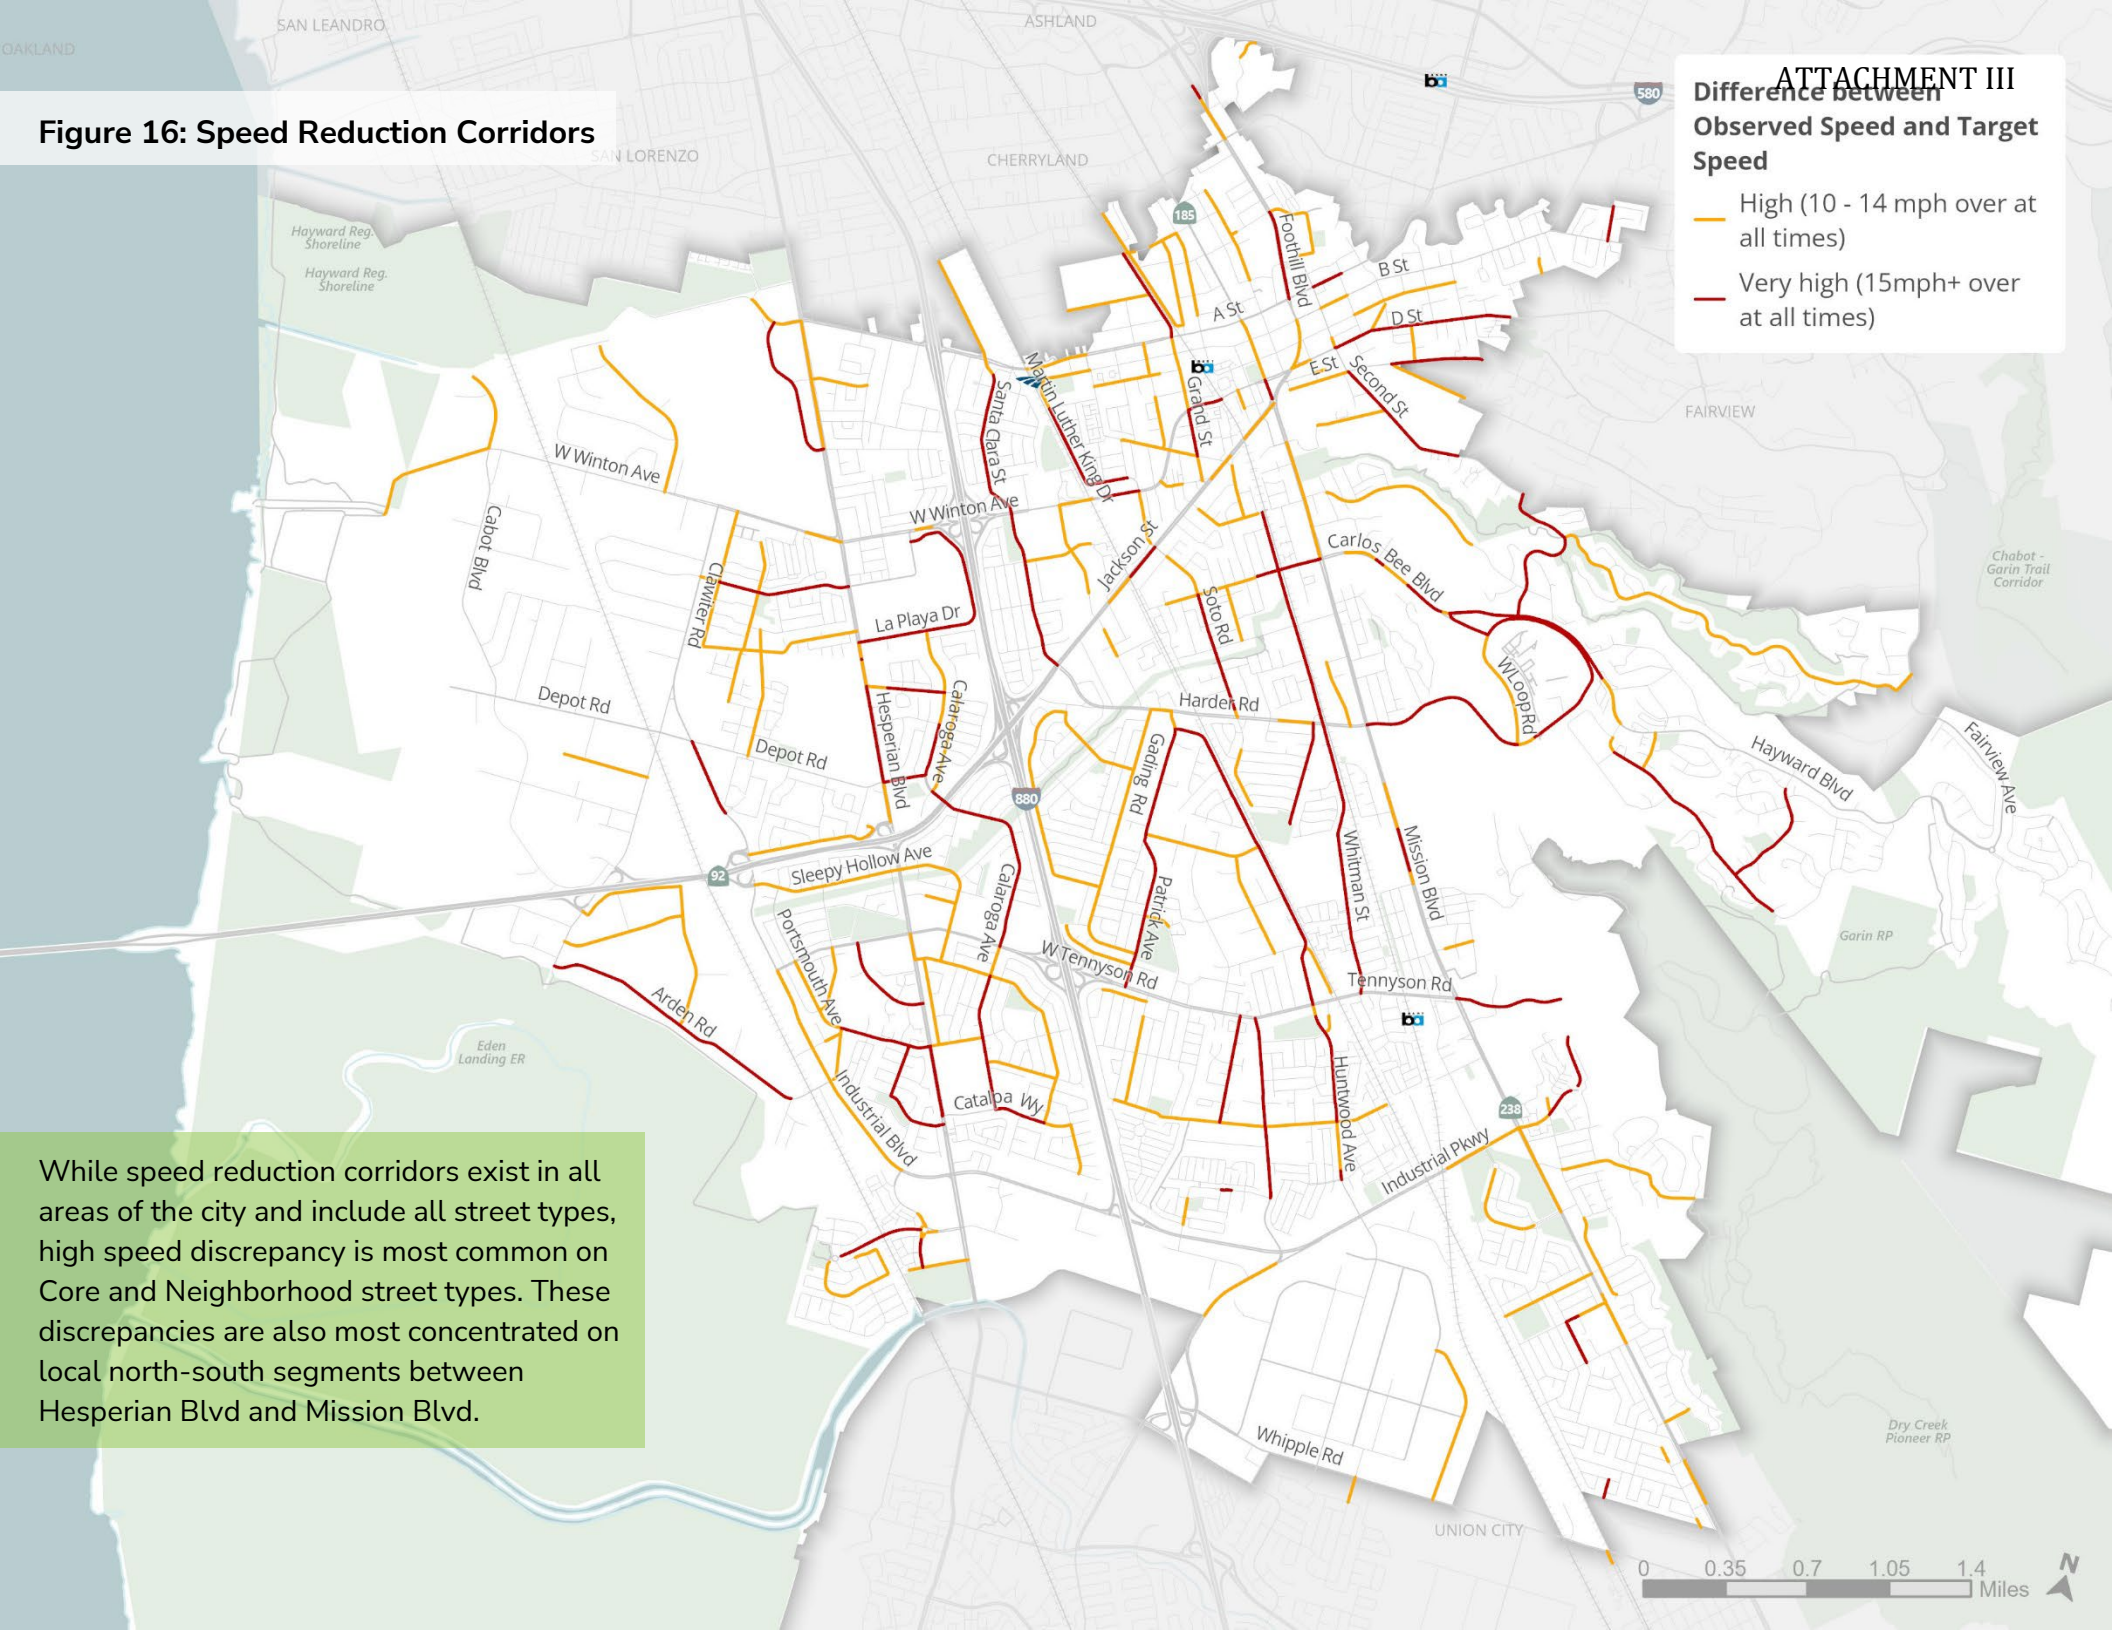 OAKLAND
SAN LEANDRO
ASHLAND
Figure 16: Speed Reduction Corridors
SAN LORENZO
CHERRYLAND
ba
580
ATTACHMENT III
Difference between
Observed Speed and Target
Speed
High (10 - 14 mph over at
all times)
Very high (15mph+ over
at all times)
Hayward Reg.
Shoreline
Hayward Reg.
Shoreline
185
Foothill Blvd
B St
A St
D St
E St
Second St
ba
Grand St
Martin Luther King Dr
Santa Clara St
FAIRVIEW
W Winton Ave
W Winton Ave
Cabot Blvd
Clawiter Rd
Jackson St
Carlos Bee Blvd
Chabot -
Garin Trail
Corridor
La Playa Dr
Soto Rd
W Loop Rd
Depot Rd
Depot Rd
Hesperian Blvd
Calaroga Ave
Harder Rd
Gading Rd
Hayward Blvd
Fairview Ave
880
92
Sleepy Hollow Ave
Calaroga Ave
Patrick Ave
Whitman St
Mission Blvd
Portsmouth Ave
W Tennyson Rd
Tennyson Rd
Garin RP
Arden Rd
ba
Eden
Landing ER
Industrial Blvd
Catalpa Wy
Huntwood Ave
238
Industrial Pkwy
While speed reduction corridors exist in all
areas of the city and include all street types,
high speed discrepancy is most common on
Core and Neighborhood street types. These
discrepancies are also most concentrated on
local north-south segments between
Hesperian Blvd and Mission Blvd.
Whipple Rd
Dry Creek
Pioneer RP
UNION CITY
0 0.35 0.7 1.05 1.4
Miles
N